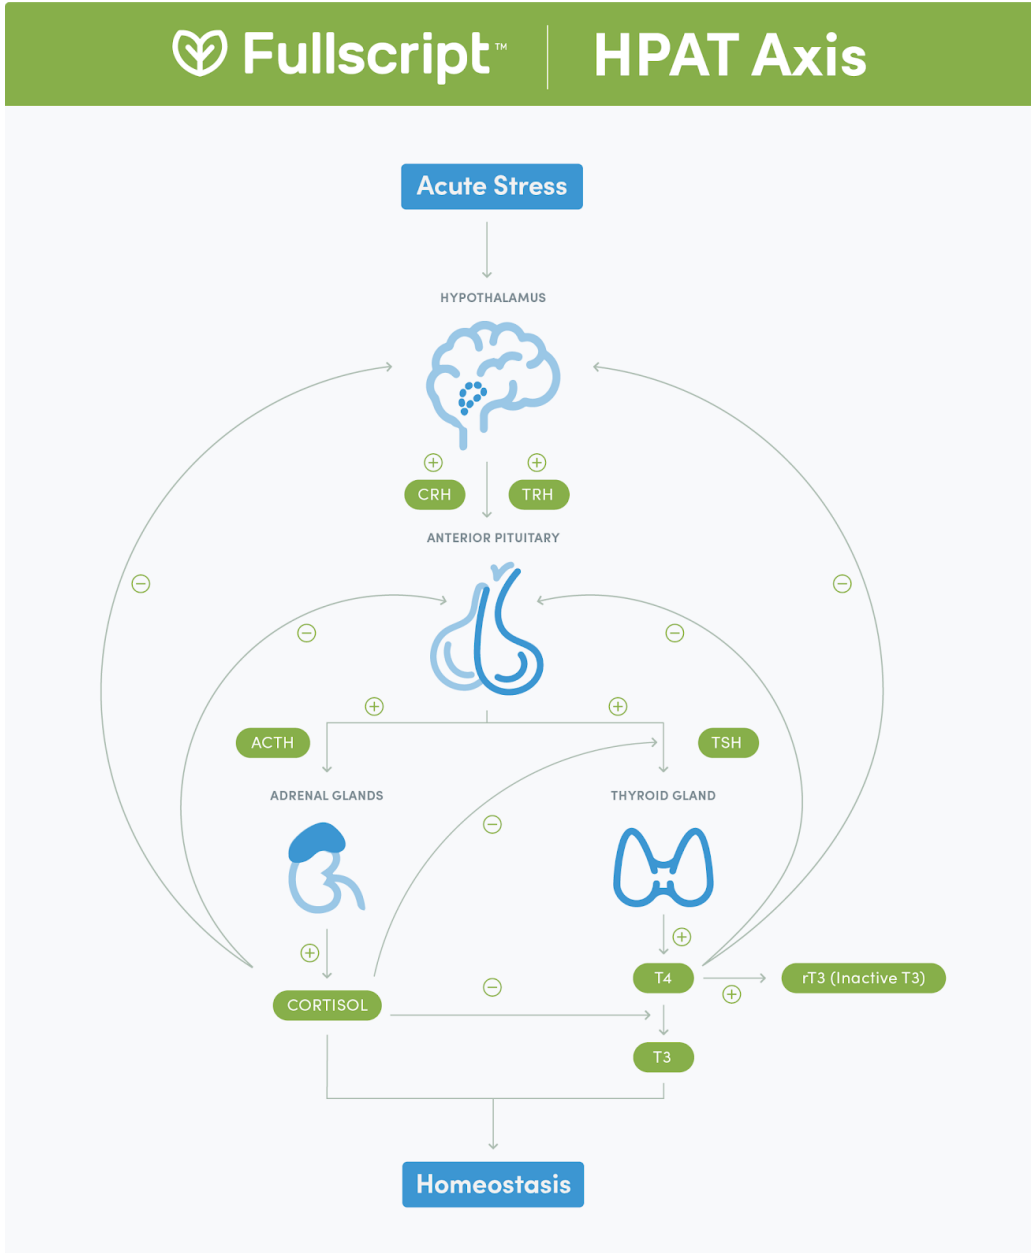 Fullscript™ | HPAT Axis
Acute Stress
HYPOTHALAMUS
+ +
CRH TRH
ANTERIOR PITUITARY
− −
− −
+ +
ACTH TSH
ADRENAL GLANDS THYROID GLAND
−
+ +
T4 rT3 (Inactive T3)
− +
CORTISOL
T3
Homeostasis